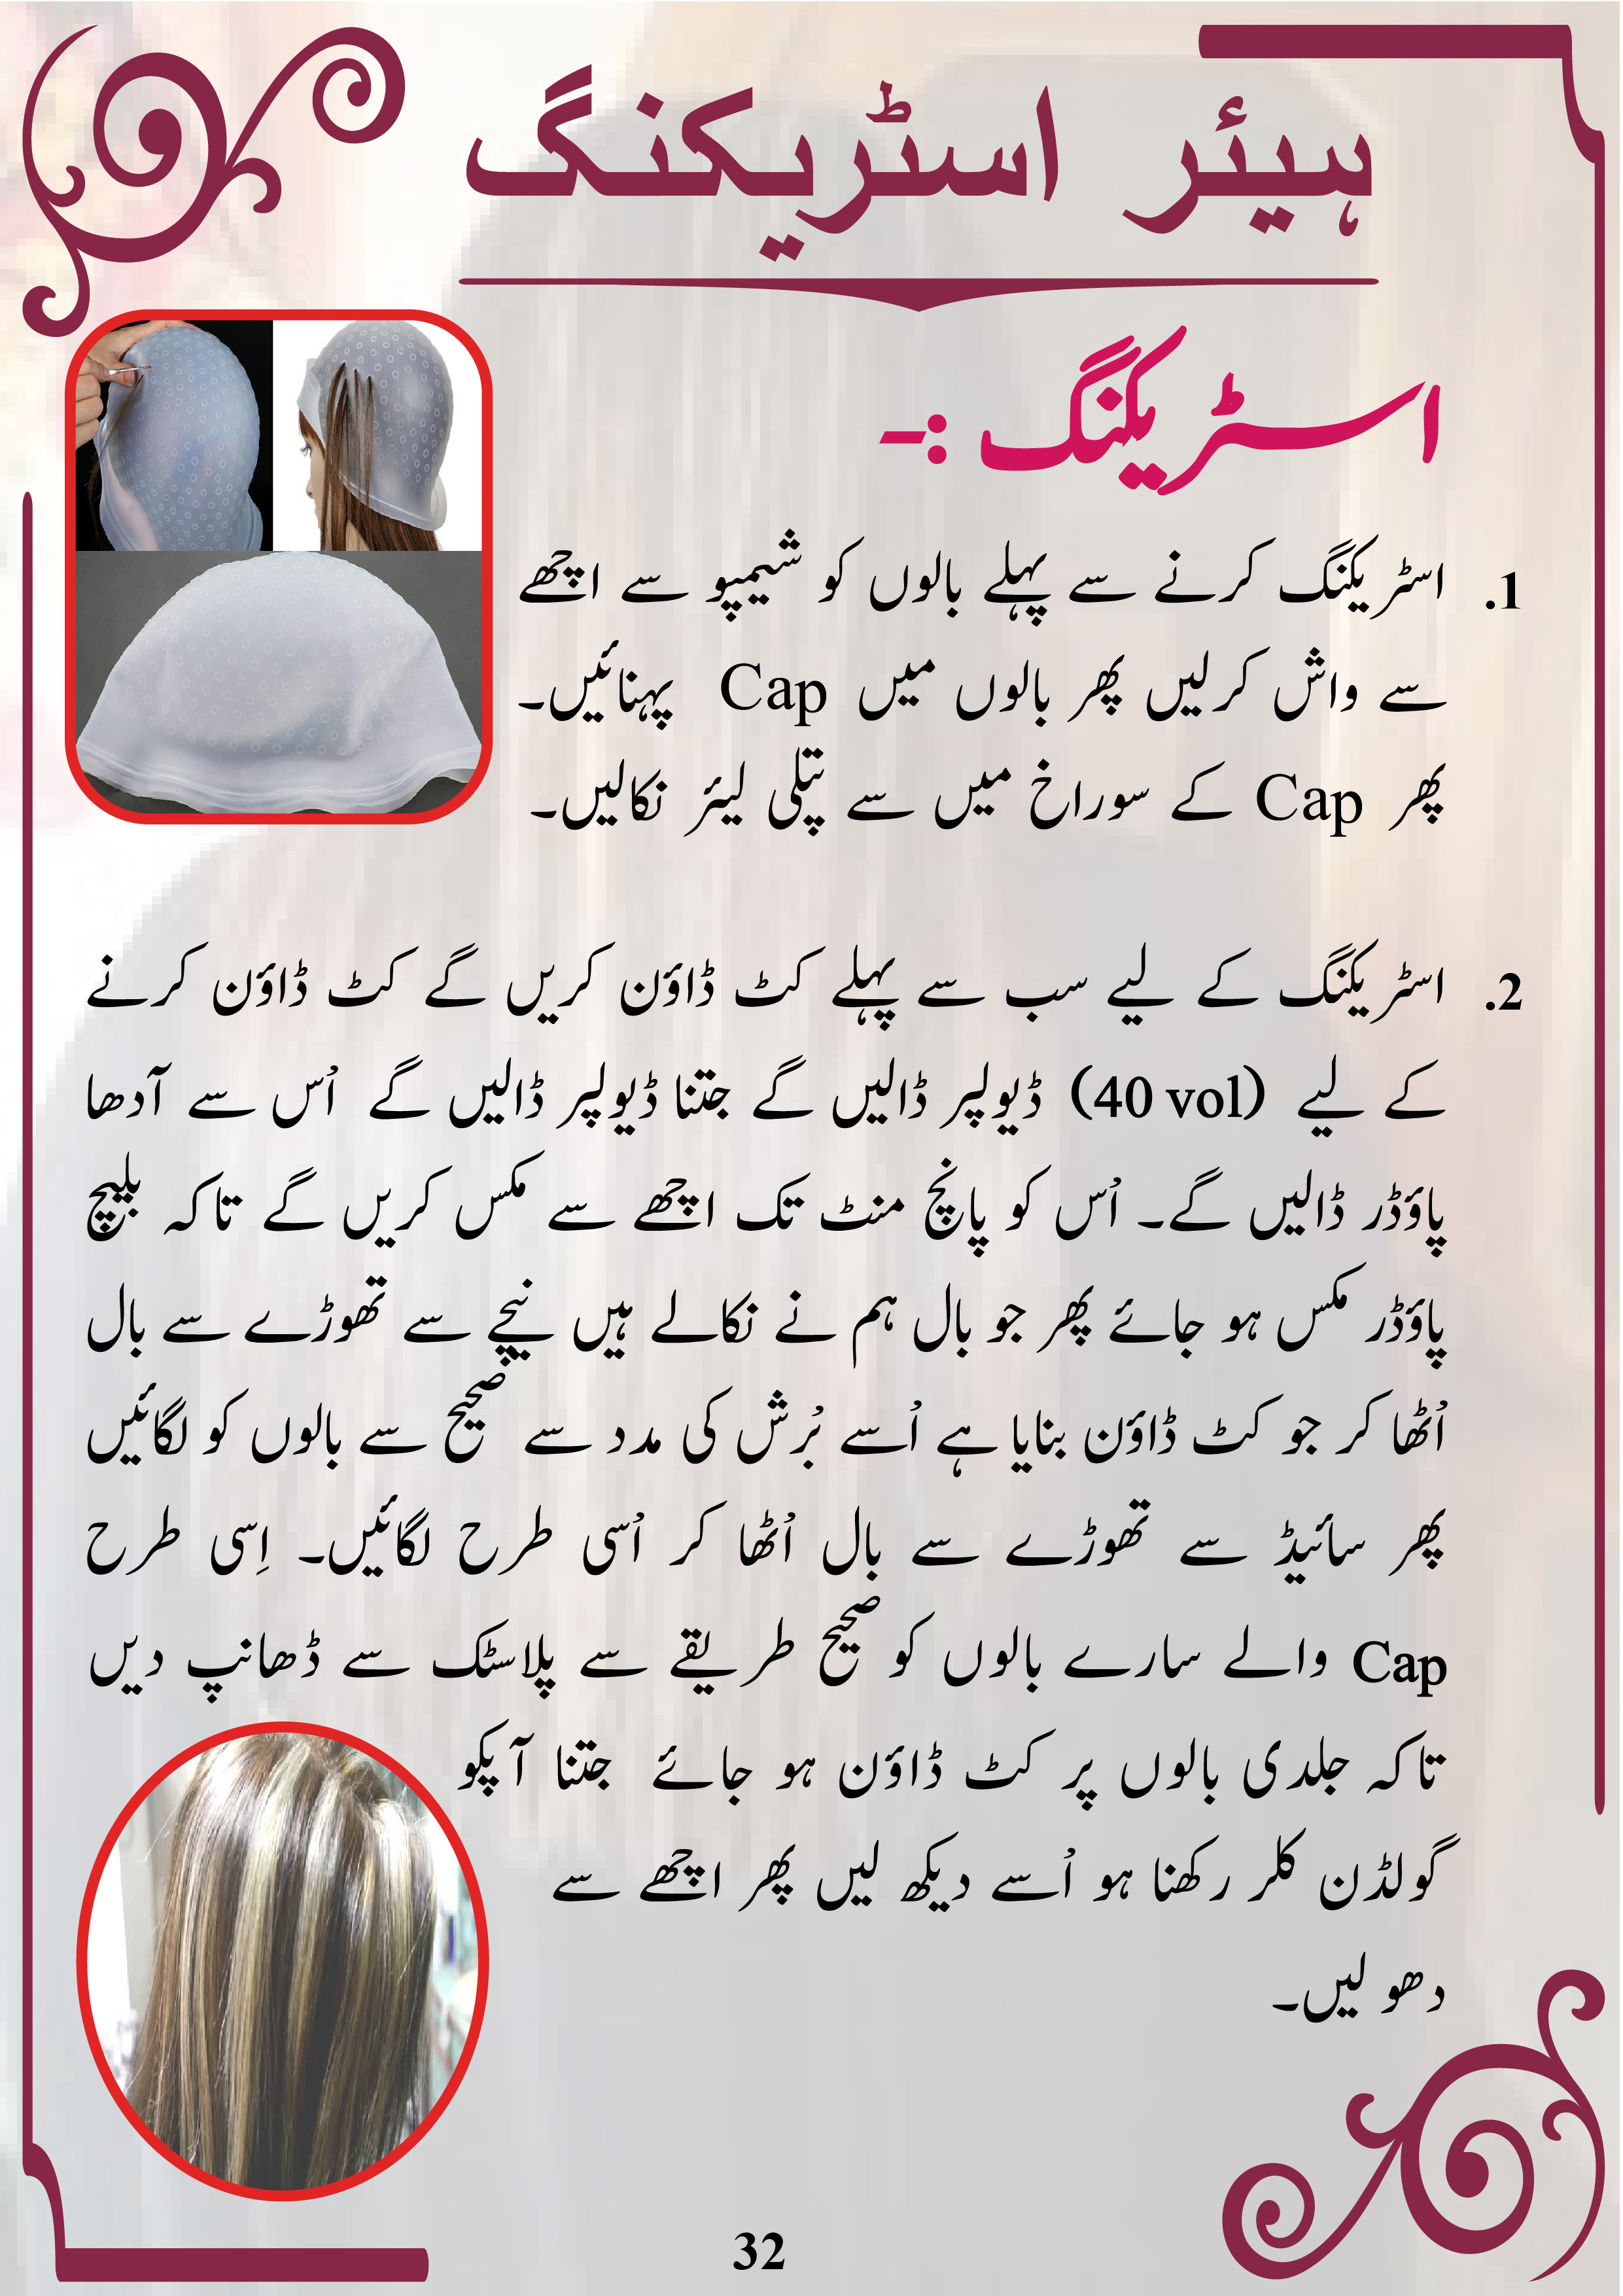 ہیئر اسٹریکنگ
اسٹریکنگ :-
1. اسٹریکنگ کرنے سے پہلے بالوں کو شیمپو سے اچھے
سے واش کرلیں پھر بالوں میں Cap پہنائیں۔
پھر Cap کے سوراخ میں سے پتلی لیئر نکالیں۔
2. اسٹریکنگ کے لیے سب سے پہلے کٹ ڈاؤن کریں گے کٹ ڈاؤن کرنے
کے لیے (40 vol) ڈیولپر ڈالیں گے جتنا ڈیولپر ڈالیں گے اُس سے آدھا
پاؤڈر ڈالیں گے۔ اُس کو پانچ منٹ تک اچھے سے مکس کریں گے تاکہ بلیچ
پاؤڈر مکس ہو جائے پھر جو بال ہم نے نکالے ہیں نیچے سے تھوڑے سے بال
اُٹھا کر جو کٹ ڈاؤن بنایا ہے اُسے بُرش کی مدد سے صحیح سے بالوں کو لگائیں
پھر سائیڈ سے تھوڑے سے بال اُٹھا کر اُسی طرح لگائیں۔ اِسی طرح
Cap والے سارے بالوں کو صحیح طریقے سے پلاسٹک سے ڈھانپ دیں
تاکہ جلدی بالوں پر کٹ ڈاؤن ہو جائے جتنا آپکو
گولڈن کلر رکھنا ہو اُسے دیکھ لیں پھر اچھے سے
دھو لیں۔
32